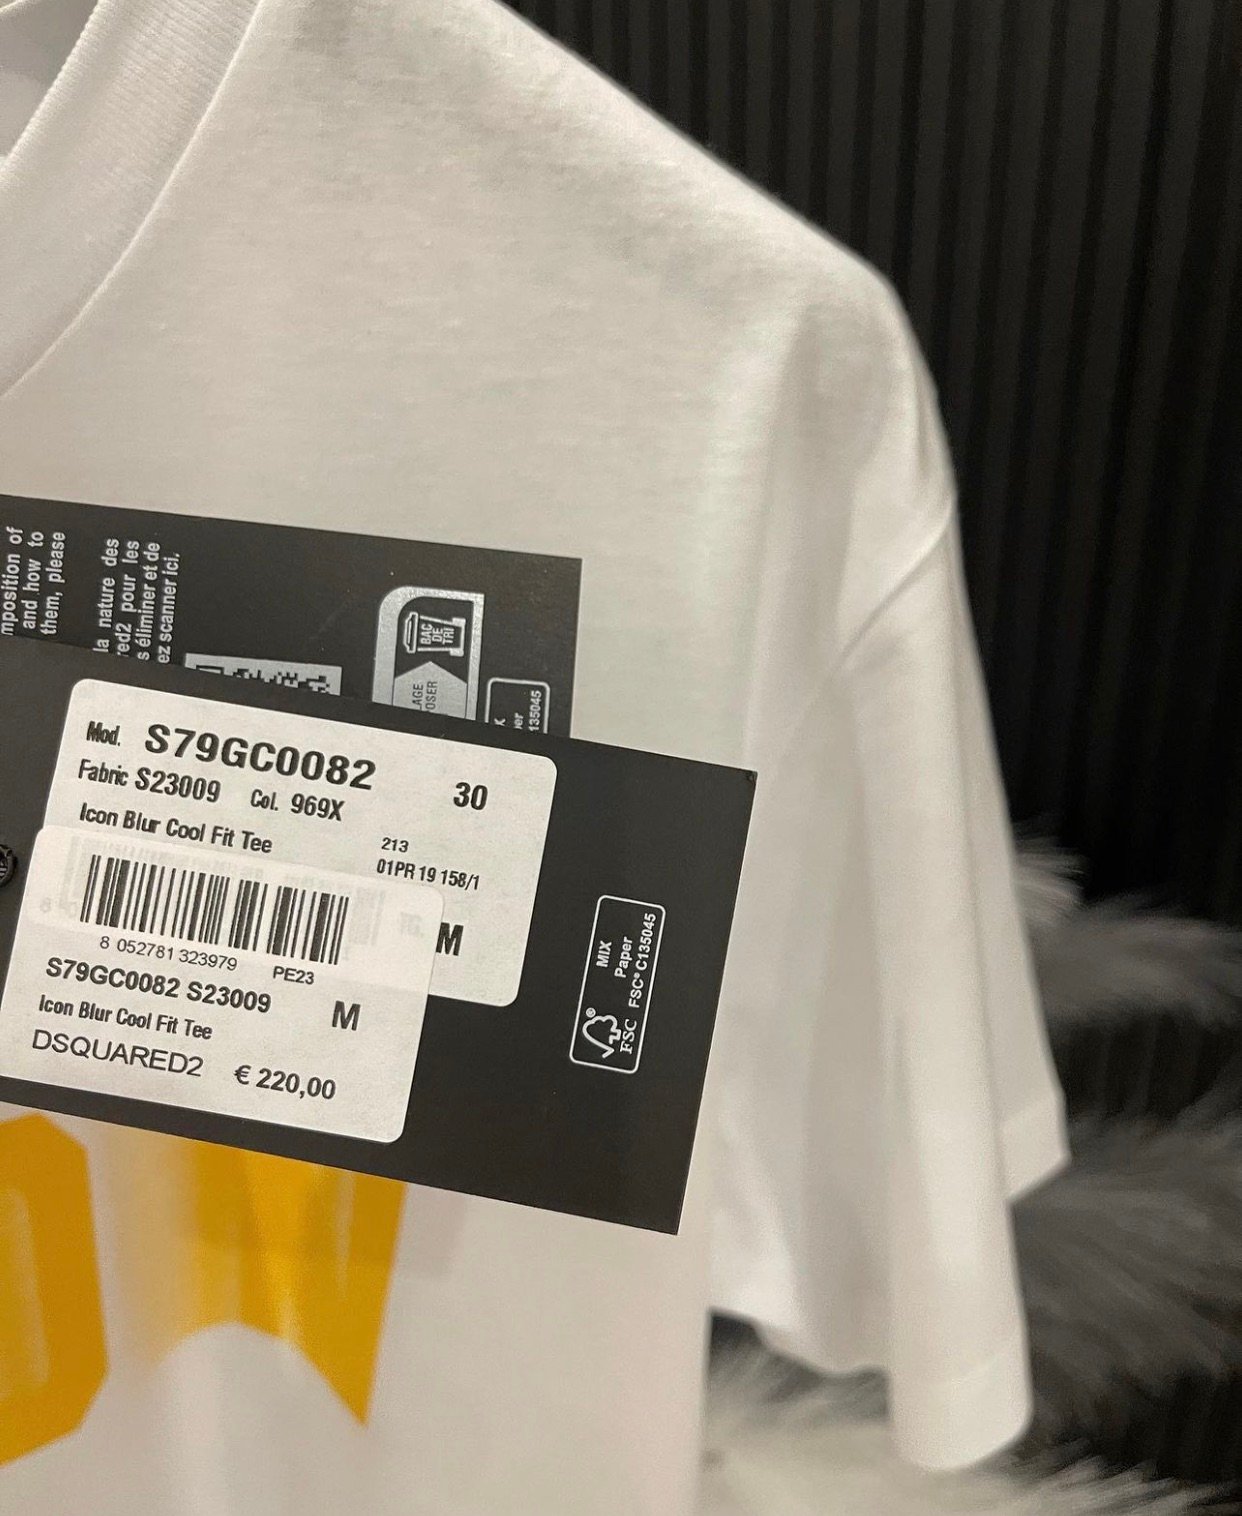 mposition of
and how to
them, please
la nature des
red2 pour les
s éliminer et de
ez scanner ici.
BAC
DE
TRI
135045
Mod. S79GC0082 30
Fabric S23009 Col. 969X
Icon Blur Cool Fit Tee
213
01PR 19 158/1
M
8 052781 323979 PE23
S79GC0082 S23009 M
Icon Blur Cool Fit Tee
DSQUARED2 € 220,00
MIX
Paper
FSC® C135045
FSC